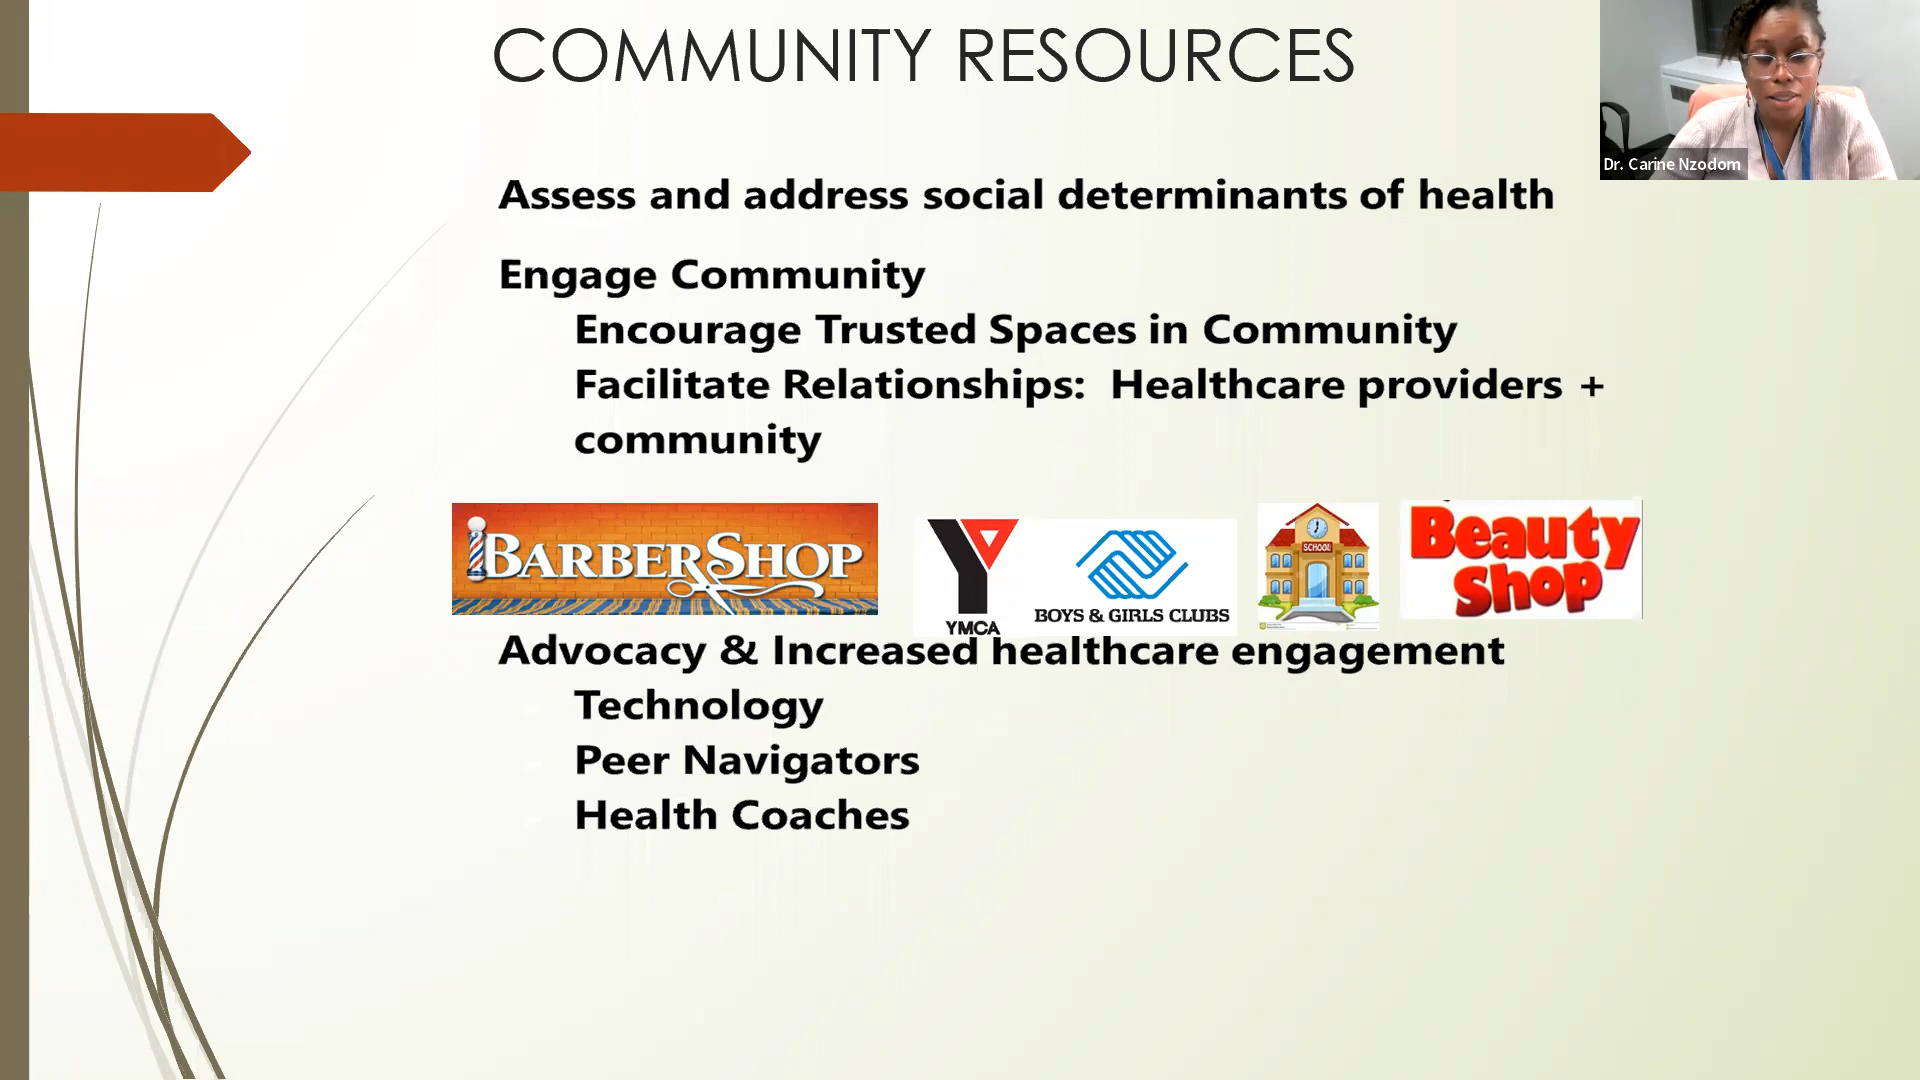 COMMUNITY RESOURCES
Dr. Carine Nzodom
Assess and address social determinants of health
Engage Community
Encourage Trusted Spaces in Community
Facilitate Relationships: Healthcare providers +
community
BARBERSHOP
YMCA
BOYS & GIRLS CLUBS
SCHOOL
Beauty
Shop
Advocacy & Increased healthcare engagement
Technology
Peer Navigators
Health Coaches